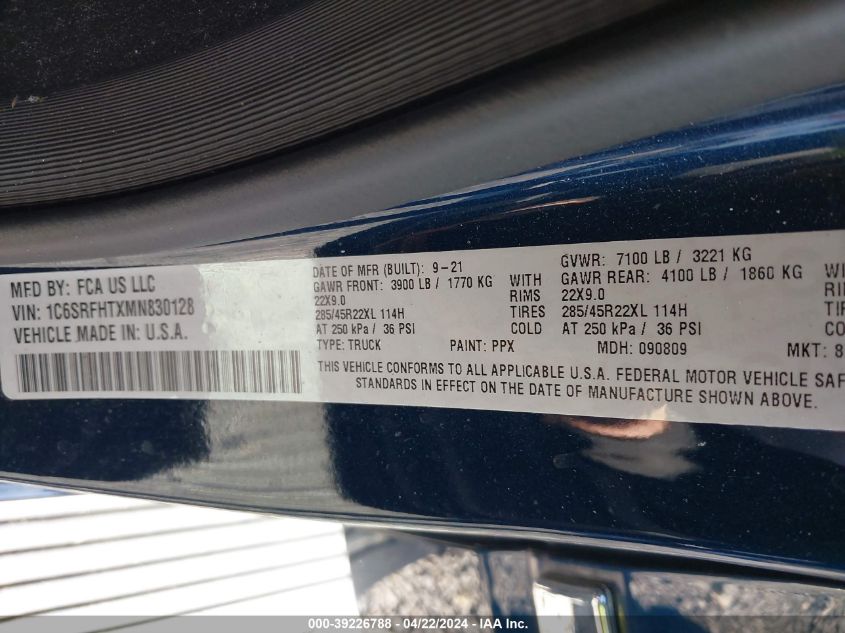 MFD BY: FCA US LLC
VIN: 1C6SRFHTXMN830128
VEHICLE MADE IN U.S.A.
DATE OF MFR (BUILT): 9-21
GVWR: 7100 LB / 3221 KG
GAWR FRONT: 3900 LB / 1770 KG WITH GAWR REAR: 4100 LB / 1860 KG WI
22X9.0 RIMS 22X9.0 RI
285/45R22XL 114H TIRES 285/45R22XL 114H
AT 250 kPa / 36 PSI COLD AT 250 kPa / 36 PSI
TYPE: TRUCK PAINT: PPX MDH: 090809 MKT: 8
THIS VEHICLE CONFORMS TO ALL APPLICABLE U.S.A. FEDERAL MOTOR VEHICLE SAF
STANDARDS IN EFFECT ON THE DATE OF MANUFACTURE SHOWN ABOVE.
000-39226788 - 04/22/2024 - IAA Inc.